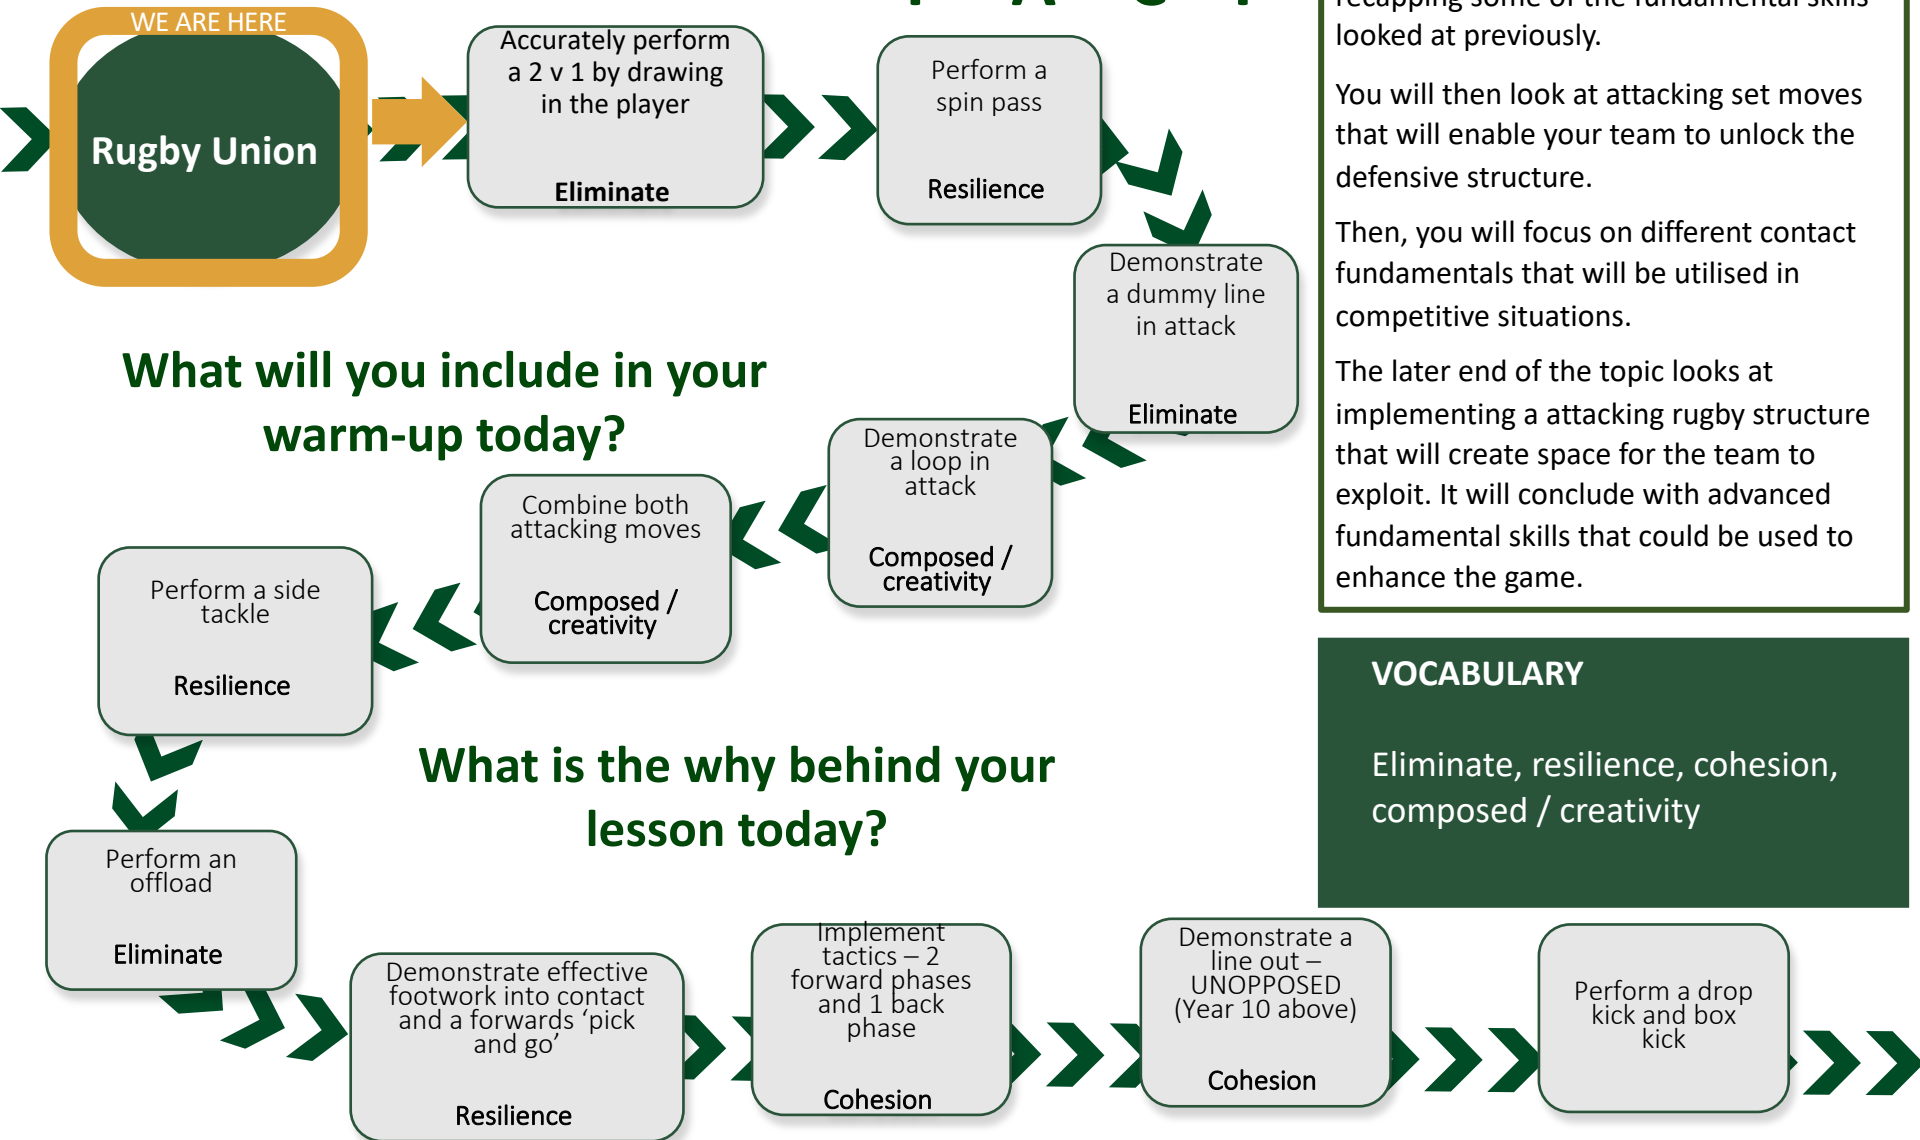 WE ARE HERE
Rugby Union
Accurately perform
a 2 v 1 by drawing
in the player
Eliminate
Perform a
spin pass
Resilience
Demonstrate
a dummy line
in attack
Eliminate
Demonstrate
a loop in
attack
Composed /
creativity
Combine both
attacking moves
Composed /
creativity
Perform a side
tackle
Resilience
Perform an
offload
Eliminate
Demonstrate effective
footwork into contact
and a forwards ‘pick
and go’
Resilience
Implement
tactics – 2
forward phases
and 1 back
phase
Cohesion
Demonstrate a
line out –
UNOPPOSED
(Year 10 above)
Cohesion
Perform a drop
kick and box
kick
What will you include in your
warm-up today?
What is the why behind your
lesson today?
recapping some of the fundamental skills
looked at previously.
You will then look at attacking set moves
that will enable your team to unlock the
defensive structure.
Then, you will focus on different contact
fundamentals that will be utilised in
competitive situations.
The later end of the topic looks at
implementing a attacking rugby structure
that will create space for the team to
exploit. It will conclude with advanced
fundamental skills that could be used to
enhance the game.
VOCABULARY
Eliminate, resilience, cohesion,
composed / creativity